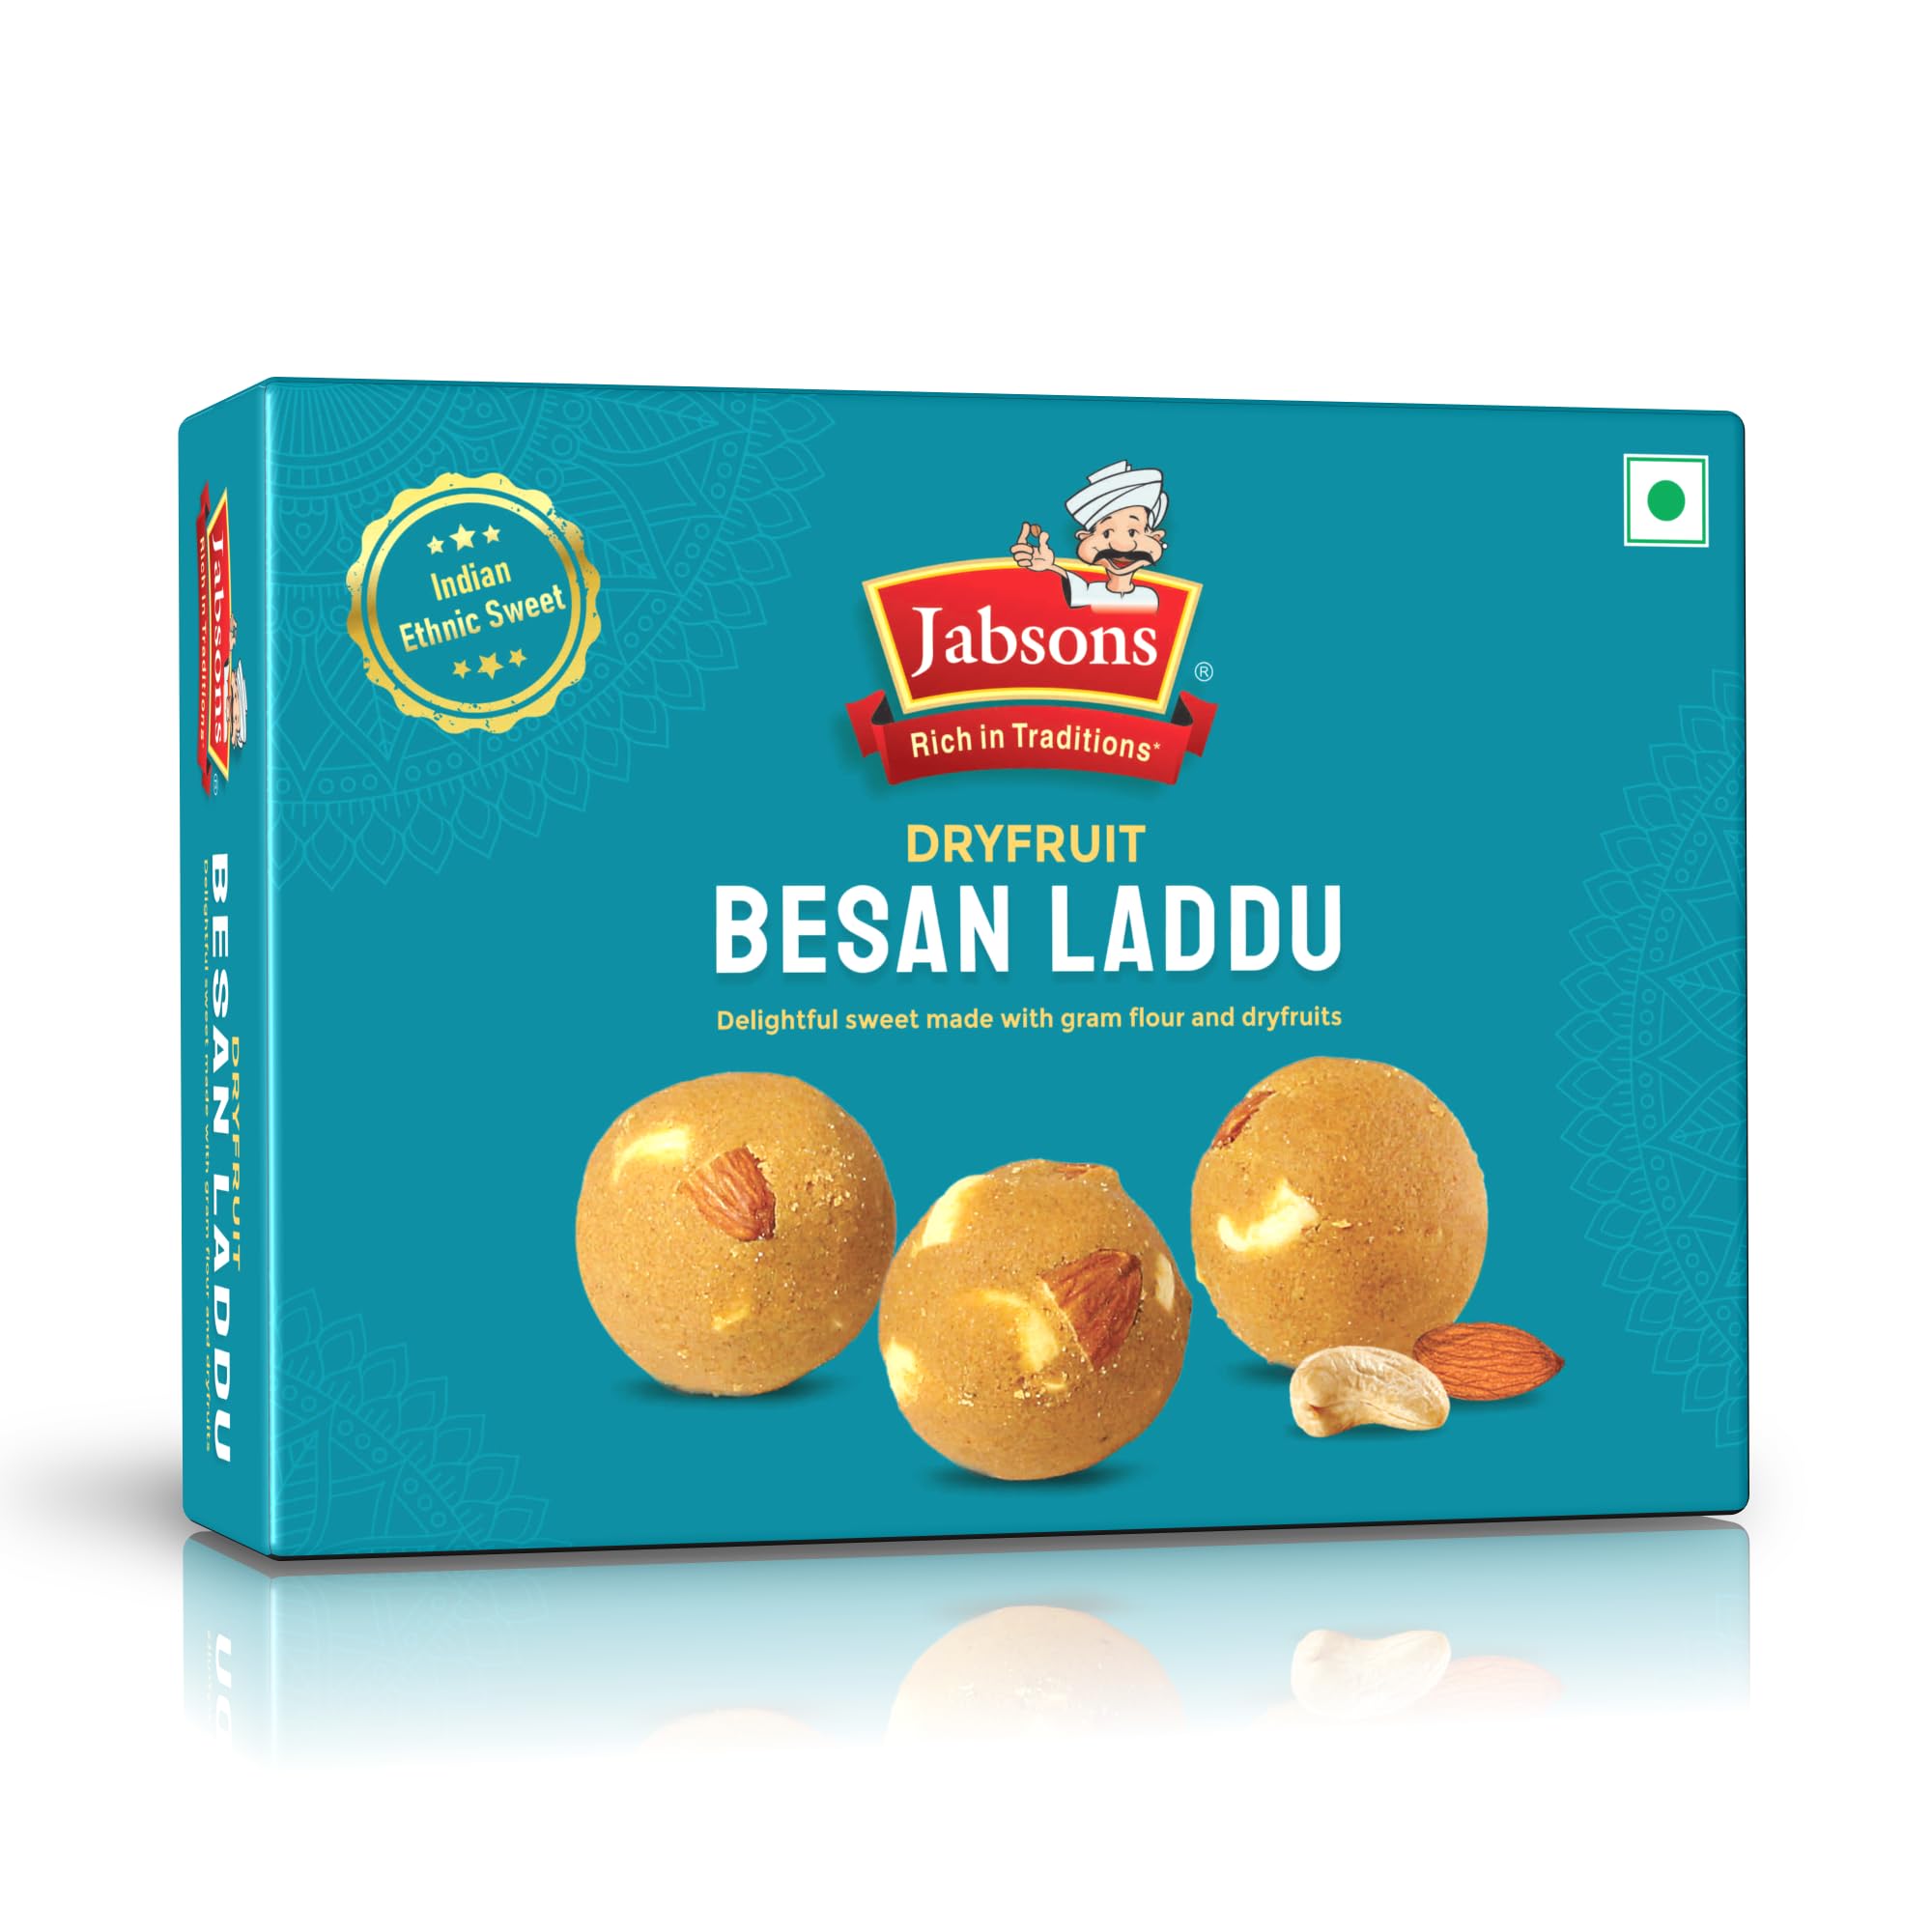 Indian
Ethnic Sweet
Jabsons
®
Rich in Traditions*
DRYFRUIT
BESAN LADDU
Delightful sweet made with gram flour and dryfruits
Jabsons
®
Rich in Traditions*
DRYFRUIT
BESAN LADDU
Delightful sweet made with gram flour and dryfruits